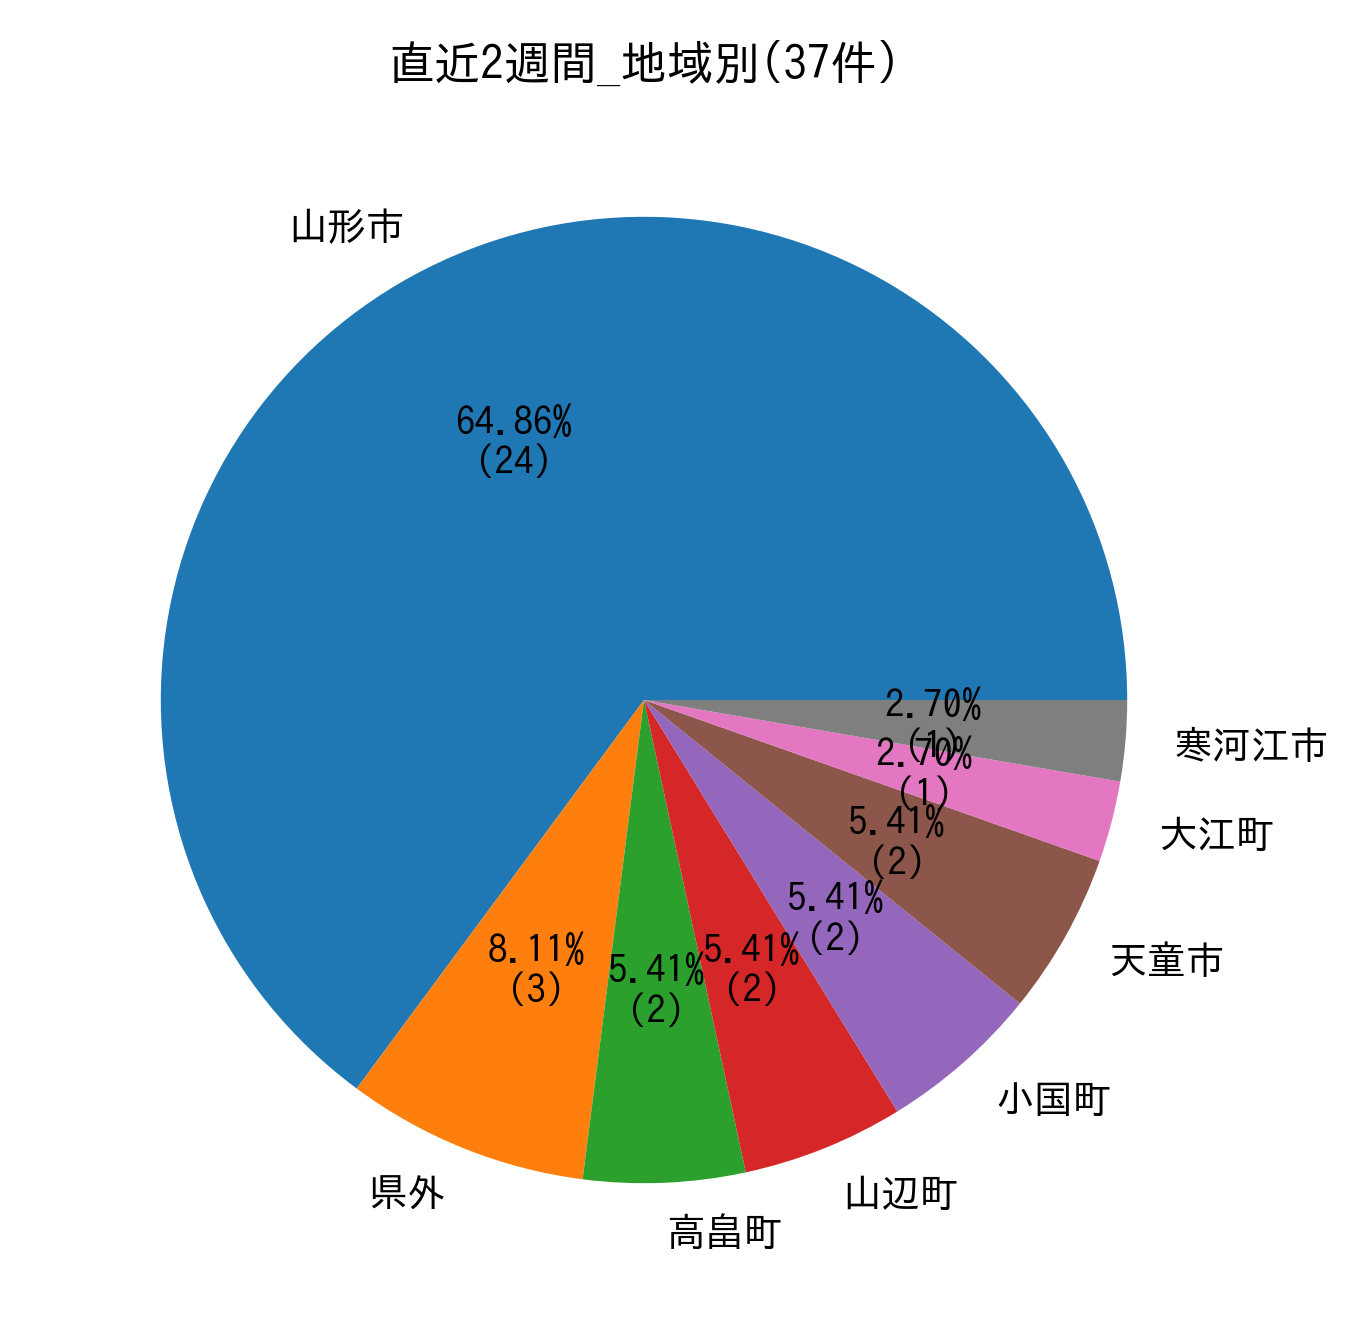 直近2週間_地域別(37件)
山形市
64.86%
(24)
2.70%
(1)
寒河江市
2.70%
(1)
大江町
5.41%
(2)
天童市
5.41%
(2)
小国町
5.41%
(2)
山辺町
5.41%
(2)
高畠町
8.11%
(3)
県外